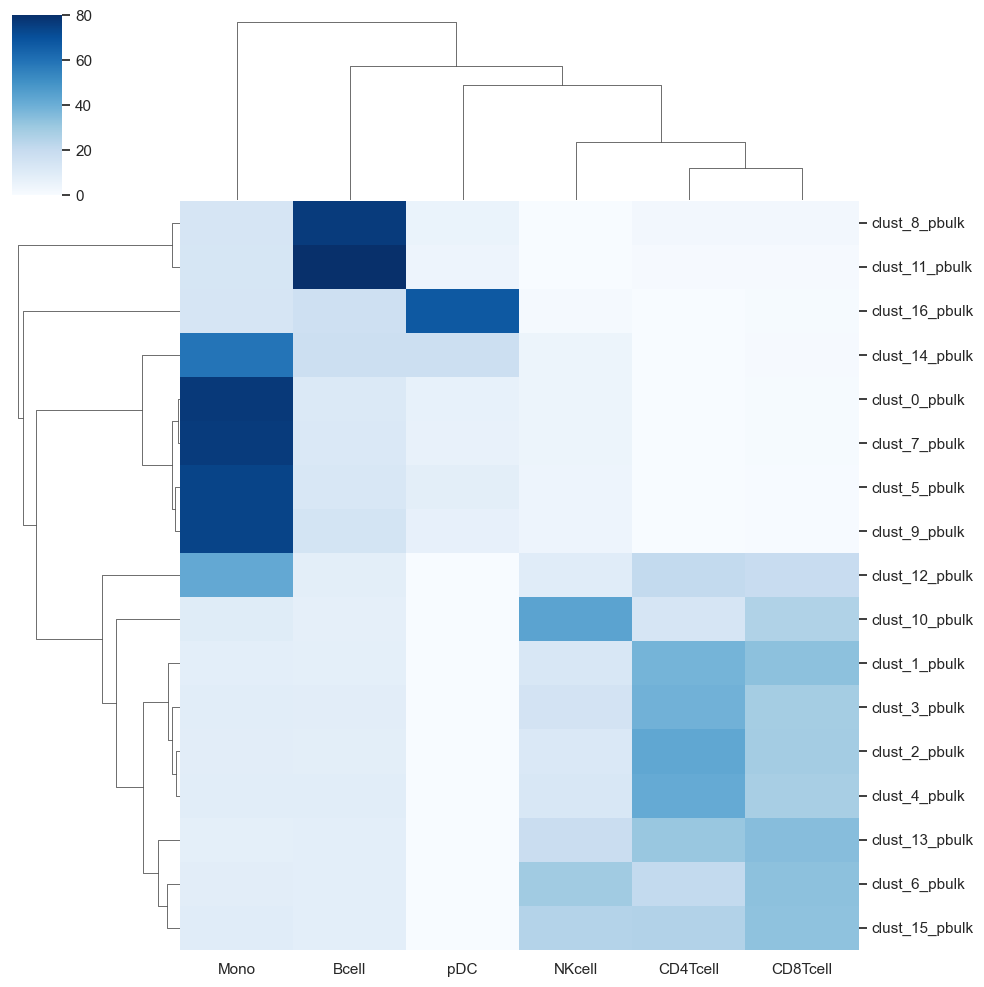 80
60
40
20
0
clust_8_pbulk
clust_11_pbulk
clust_16_pbulk
clust_14_pbulk
clust_0_pbulk
clust_7_pbulk
clust_5_pbulk
clust_9_pbulk
clust_12_pbulk
clust_10_pbulk
clust_1_pbulk
clust_3_pbulk
clust_2_pbulk
clust_4_pbulk
clust_13_pbulk
clust_6_pbulk
clust_15_pbulk
Mono Bcell pDC NKcell CD4Tcell CD8Tcell